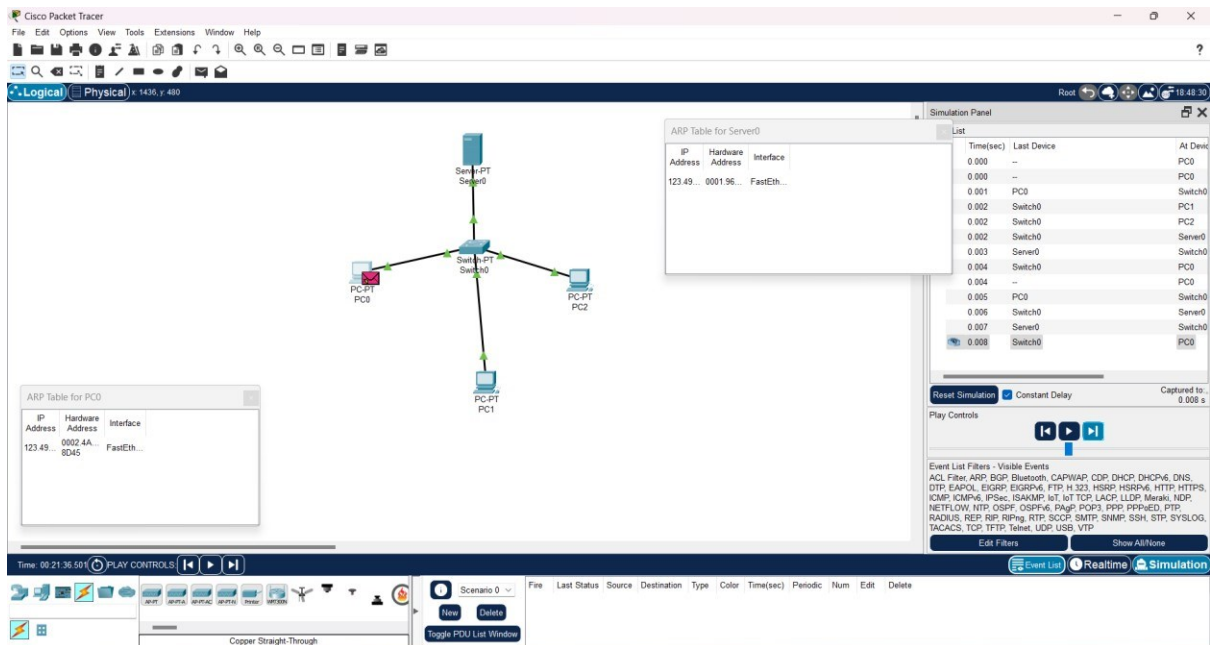 Cisco Packet Tracer
File Edit Options View Tools Extensions Window Help
?
Logical Physical x: 1436, y: 480
Root 18:48:30
Simulation Panel
ARP Table for Server0
List
IP Address Hardware Address Interface
123.49... 0001.96... FastEth...
Time(sec) Last Device At Devic
0.000 -- PC0
0.000 -- PC0
0.001 PC0 Switch0
0.002 Switch0 PC1
0.002 Switch0 PC2
0.002 Switch0 Server0
0.003 Server0 Switch0
0.004 Switch0 PC0
0.004 -- PC0
0.005 PC0 Switch0
0.006 Switch0 Server0
0.007 Server0 Switch0
0.008 Switch0 PC0
Server-PT
Server0
Switch-PT
Switch0
PC-PT
PC0
PC-PT
PC2
PC-PT
PC1
ARP Table for PC0
IP Address Hardware Address Interface
123.49... 0002.4A... 8D45 FastEth...
Reset Simulation Constant Delay
Captured to:
0.008 s
Play Controls
Event List Filters - Visible Events
ACL Filter, ARP, BGP, Bluetooth, CAPWAP, CDP, DHCP, DHCPv6, DNS,
DTP, EAPOL, EIGRP, EIGRPv6, FTP, H.323, HSRP, HSRPv6, HTTP, HTTPS,
ICMP, ICMPv6, IPSec, ISAKMP, IoT, IoT TCP, LACP, LLDP, Meraki, NDP,
NETFLOW, NTP, OSPF, OSPFv6, PAgP, POP3, PPP, PPPoED, PTP,
RADIUS, REP, RIP, RIPng, RTP, SCCP, SMTP, SNMP, SSH, STP, SYSLOG,
TACACS, TCP, TFTP, Telnet, UDP, USB, VTP
Edit Filters Show All/None
Time: 00:21:36.501 PLAY CONTROLS:
Event List Realtime Simulation
AP-PT AP-PT-A AP-PT-AC AP-PT-N Printer WRT300N
Copper Straight-Through
Scenario 0
New Delete
Toggle PDU List Window
Fire Last Status Source Destination Type Color Time(sec) Periodic Num Edit Delete